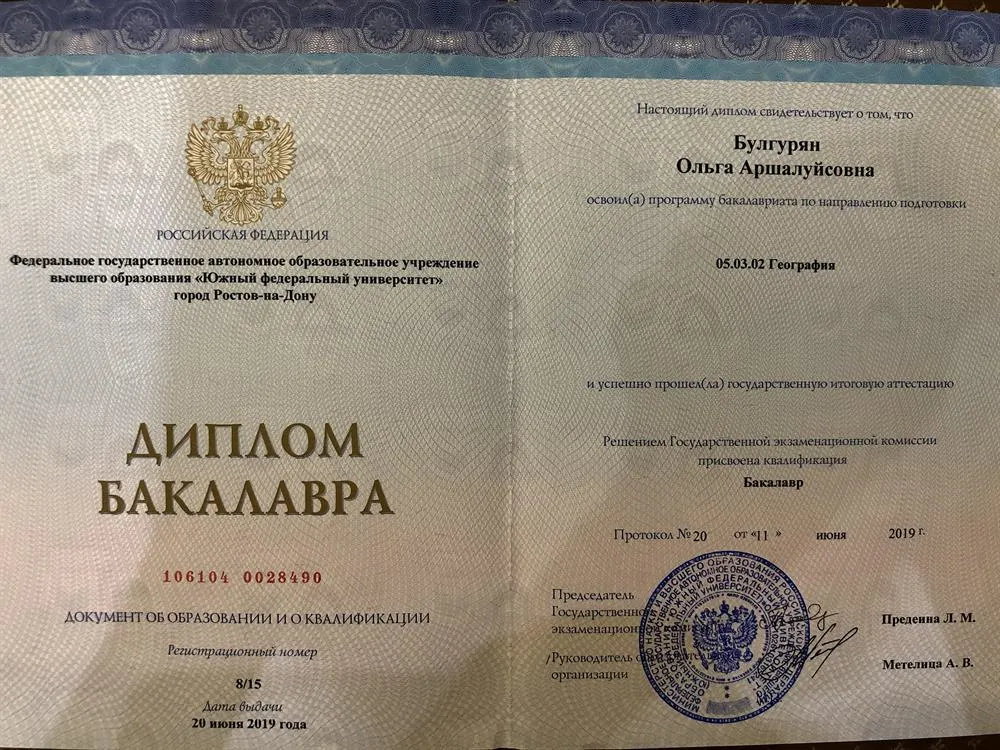 РОССИЙСКАЯ ФЕДЕРАЦИЯ
Федеральное государственное автономное образовательное учреждение
высшего образования «Южный федеральный университет»
город Ростов-на-Дону
ДИПЛОМ
БАКАЛАВРА
106104 0028490
ДОКУМЕНТ ОБ ОБРАЗОВАНИИ И О КВАЛИФИКАЦИИ
Регистрационный номер
8/15
Дата выдачи
20 июня 2019 года
Настоящий диплом свидетельствует о том, что
Булгурян
Ольга Аршалуйсовна
освоил(а) программу бакалавриата по направлению подготовки
05.03.02 География
и успешно прошел(ла) государственную итоговую аттестацию
Решением Государственной экзаменационной комиссии
присвоена квалификация
Бакалавр
Протокол № 20 от «11 » июня 2019 г.
Председатель
Государственно
экзаменацион
Предеина Л. М.
/Руководитель
организации
Метелица А. В.